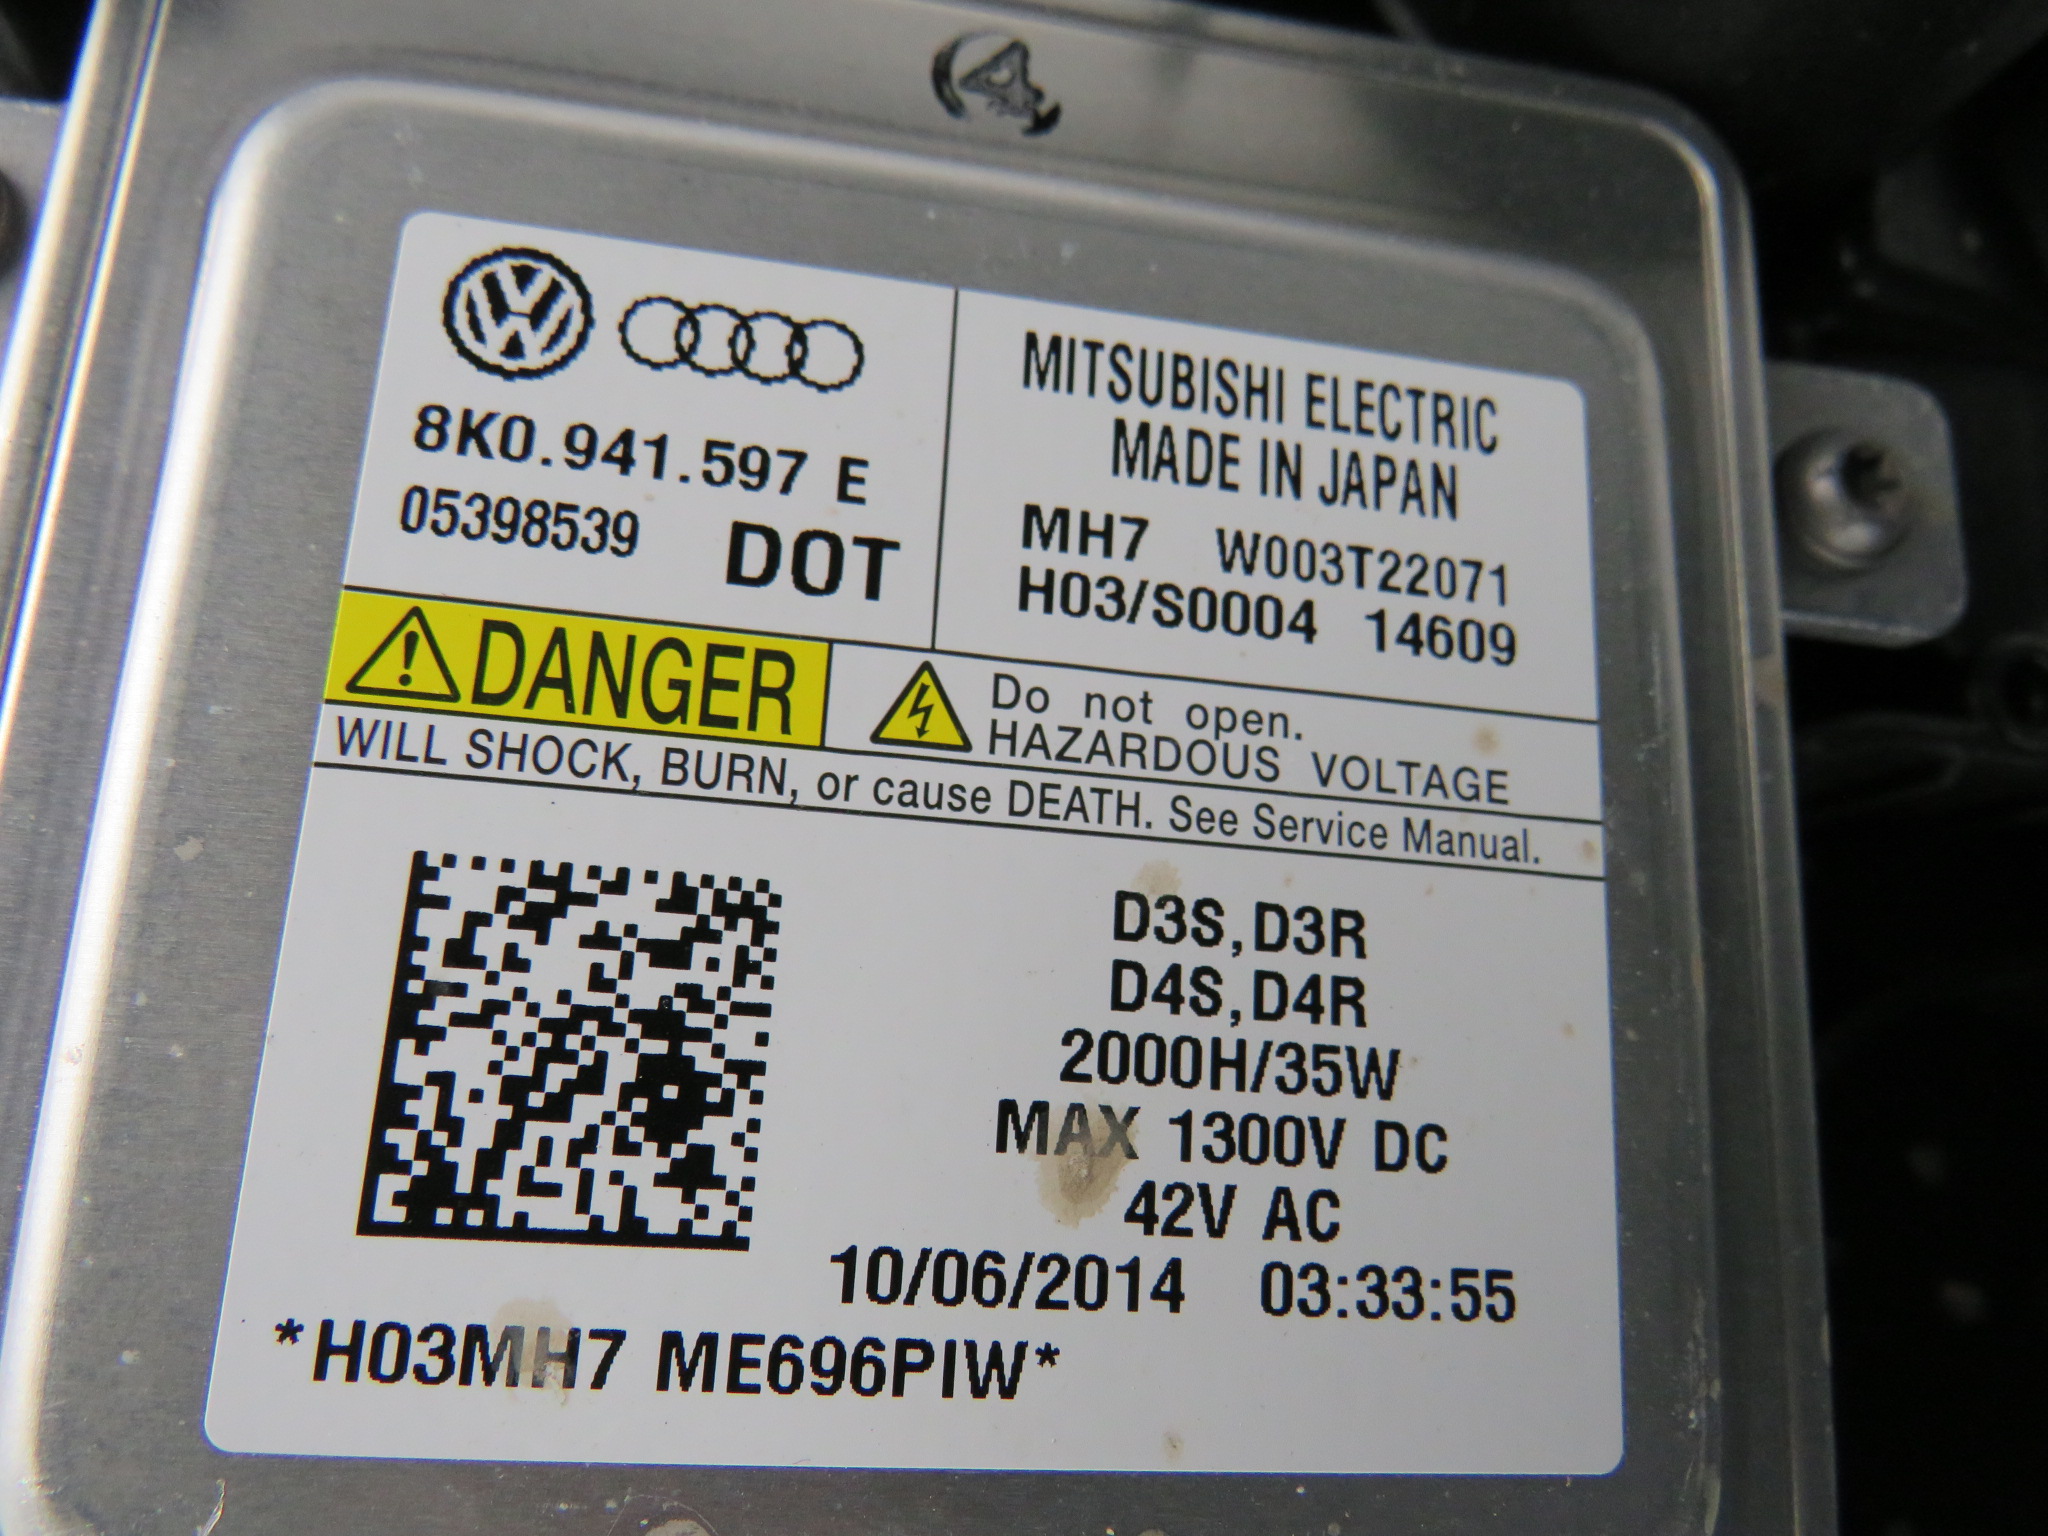 8K0.941.597 E
05398539 DOT
MITSUBISHI ELECTRIC
MADE IN JAPAN
MH7 W003T22071
H03/S0004 14609
DANGER
Do not open.
HAZARDOUS VOLTAGE
WILL SHOCK, BURN, or cause DEATH. See Service Manual.
D3S,D3R
D4S,D4R
2000H/35W
MAX 1300V DC
42V AC
10/06/2014 03:33:55
*H03MH7 ME696PIW*